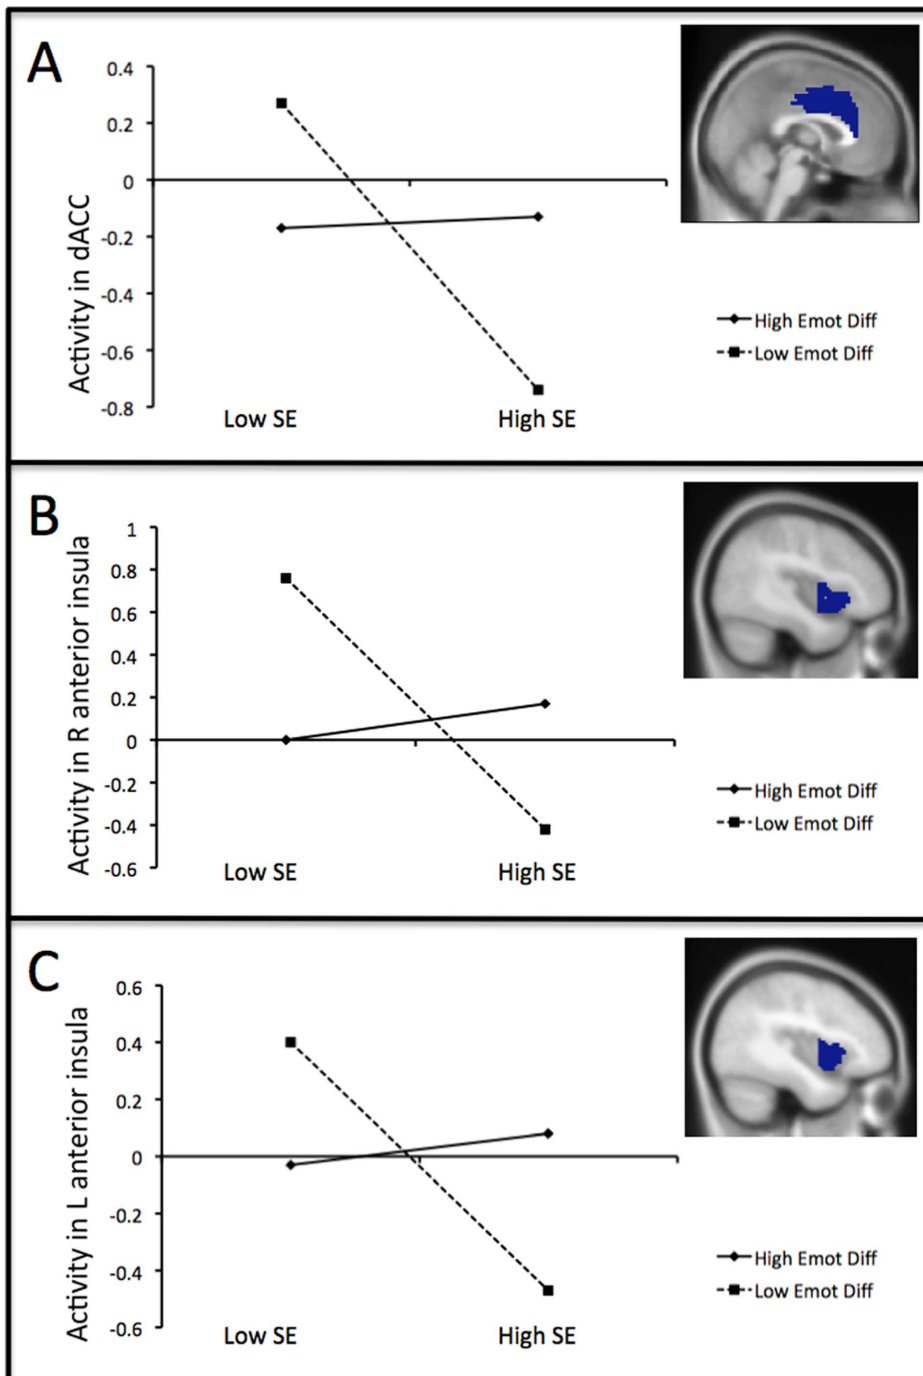 A
Activity in dACC
0.4
0.2
0
-0.2
-0.4
-0.6
-0.8
Low SE
High SE
High Emot Diff
Low Emot Diff
B
Activity in R anterior insula
1
0.8
0.6
0.4
0.2
0
-0.2
-0.4
-0.6
Low SE
High SE
High Emot Diff
Low Emot Diff
C
Activity in L anterior insula
0.6
0.4
0.2
0
-0.2
-0.4
-0.6
Low SE
High SE
High Emot Diff
Low Emot Diff